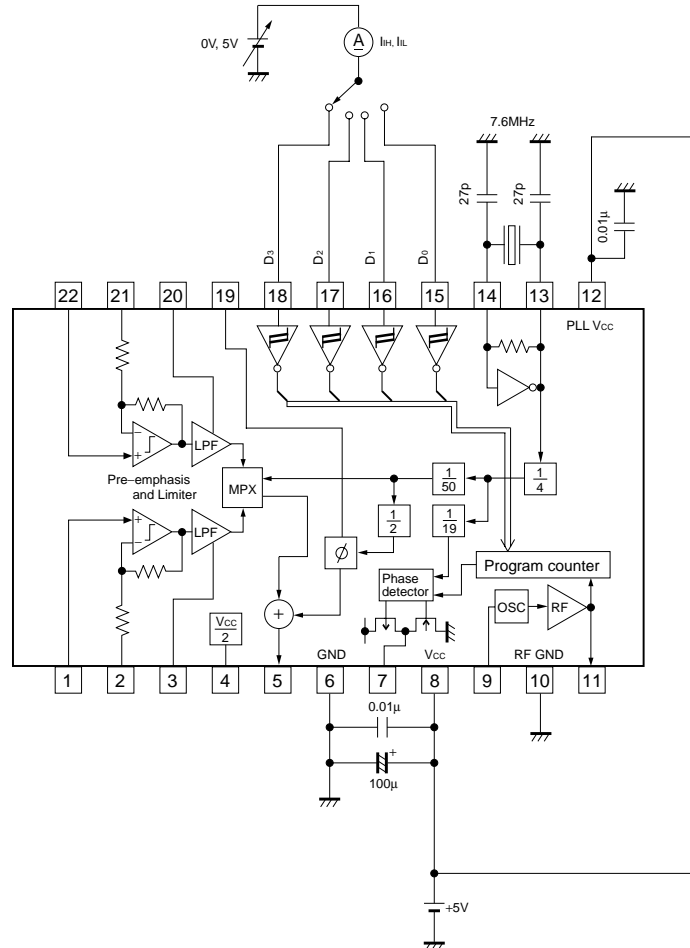 0V, 5V
A
IIH, IIL
7.6MHz
27p
27p
0.01μ
D3
D2
D1
D0
22
21
20
19
18
17
16
15
14
13
12
PLL VCC
−
+
LPF
Pre−emphasis
and Limiter
MPX
1/50
1/4
1/2
1/19
+
−
LPF
ϕ
Phase
detector
Program counter
OSC
RF
+
VCC/2
GND
VCC
RF GND
1
2
3
4
5
6
7
8
9
10
11
0.01μ
+
100μ
+5V